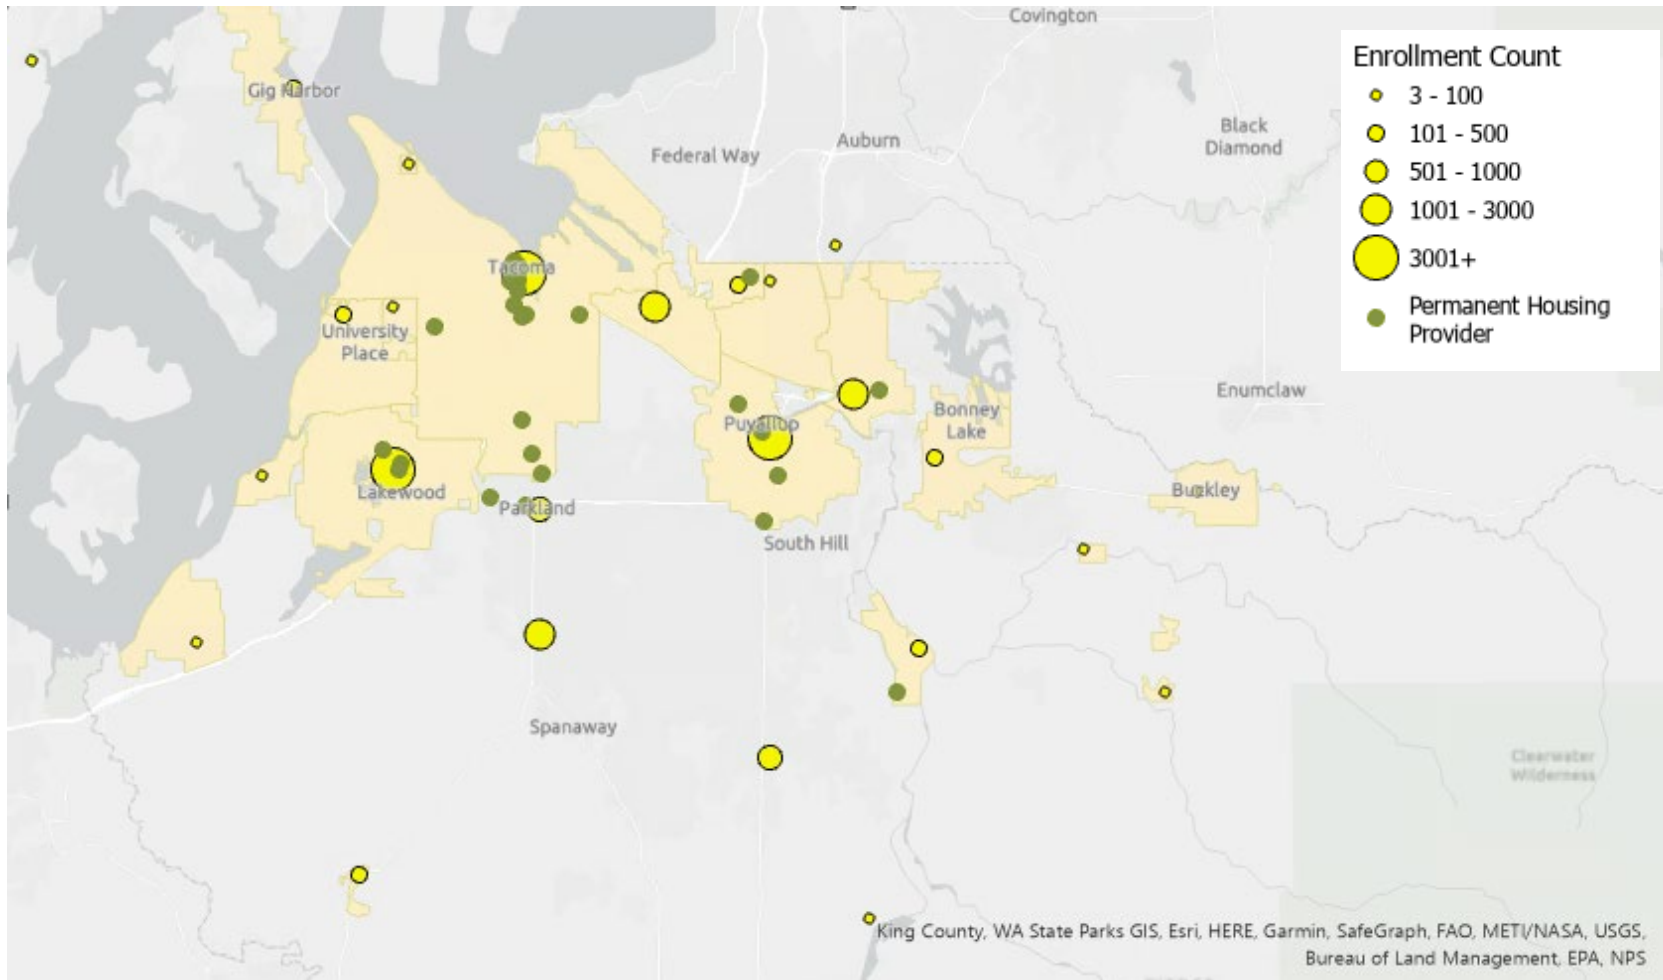 Covington
Enrollment Count
3 - 100
101 - 500
501 - 1000
1001 - 3000
3001+
Permanent Housing
Provider
Gig Harbor
Federal Way
Auburn
Black
Diamond
Tacoma
University
Place
Enumclaw
Bonney
Lake
Puyallup
Lakewood
Parkland
Buckley
South Hill
Spanaway
Clearwater
Wilderness
King County, WA State Parks GIS, Esri, HERE, Garmin, SafeGraph, FAO, METI/NASA, USGS,
Bureau of Land Management, EPA, NPS